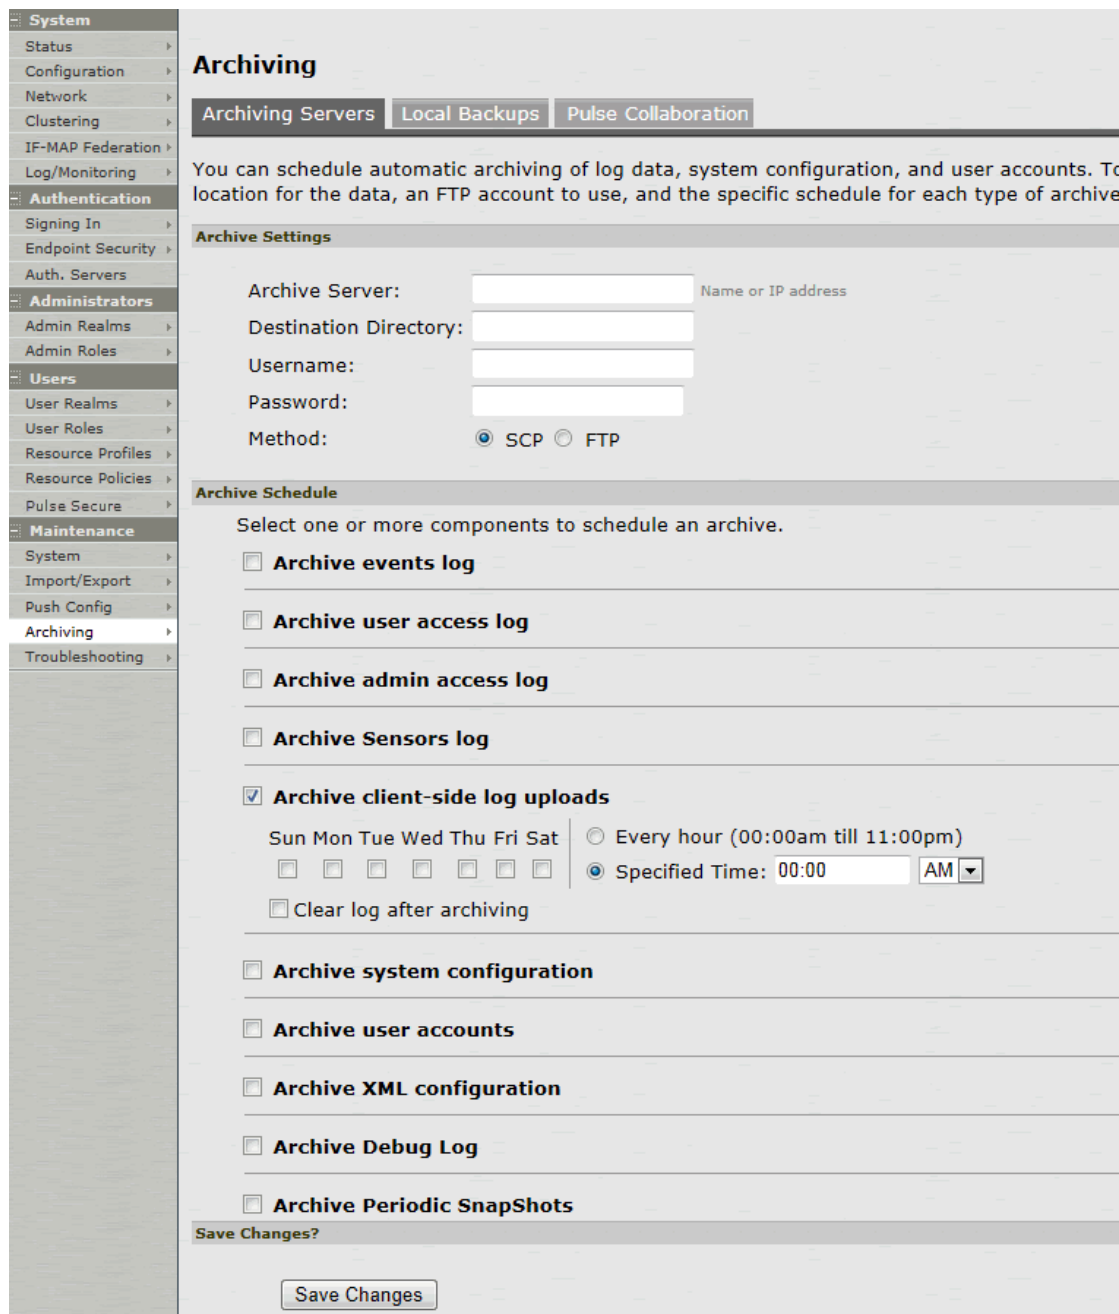 System
Status
Configuration
Network
Clustering
IF-MAP Federation
Log/Monitoring
Authentication
Signing In
Endpoint Security
Auth. Servers
Administrators
Admin Realms
Admin Roles
Users
User Realms
User Roles
Resource Profiles
Resource Policies
Pulse Secure
Maintenance
System
Import/Export
Push Config
Archiving
Troubleshooting
Archiving
Archiving Servers Local Backups Pulse Collaboration
You can schedule automatic archiving of log data, system configuration, and user accounts. To
location for the data, an FTP account to use, and the specific schedule for each type of archive
Archive Settings
Archive Server: Name or IP address
Destination Directory:
Username:
Password:
Method: SCP FTP
Archive Schedule
Select one or more components to schedule an archive.
Archive events log
Archive user access log
Archive admin access log
Archive Sensors log
Archive client-side log uploads
Sun Mon Tue Wed Thu Fri Sat Every hour (00:00am till 11:00pm)
Specified Time: 00:00 AM
Clear log after archiving
Archive system configuration
Archive user accounts
Archive XML configuration
Archive Debug Log
Archive Periodic SnapShots
Save Changes?
Save Changes